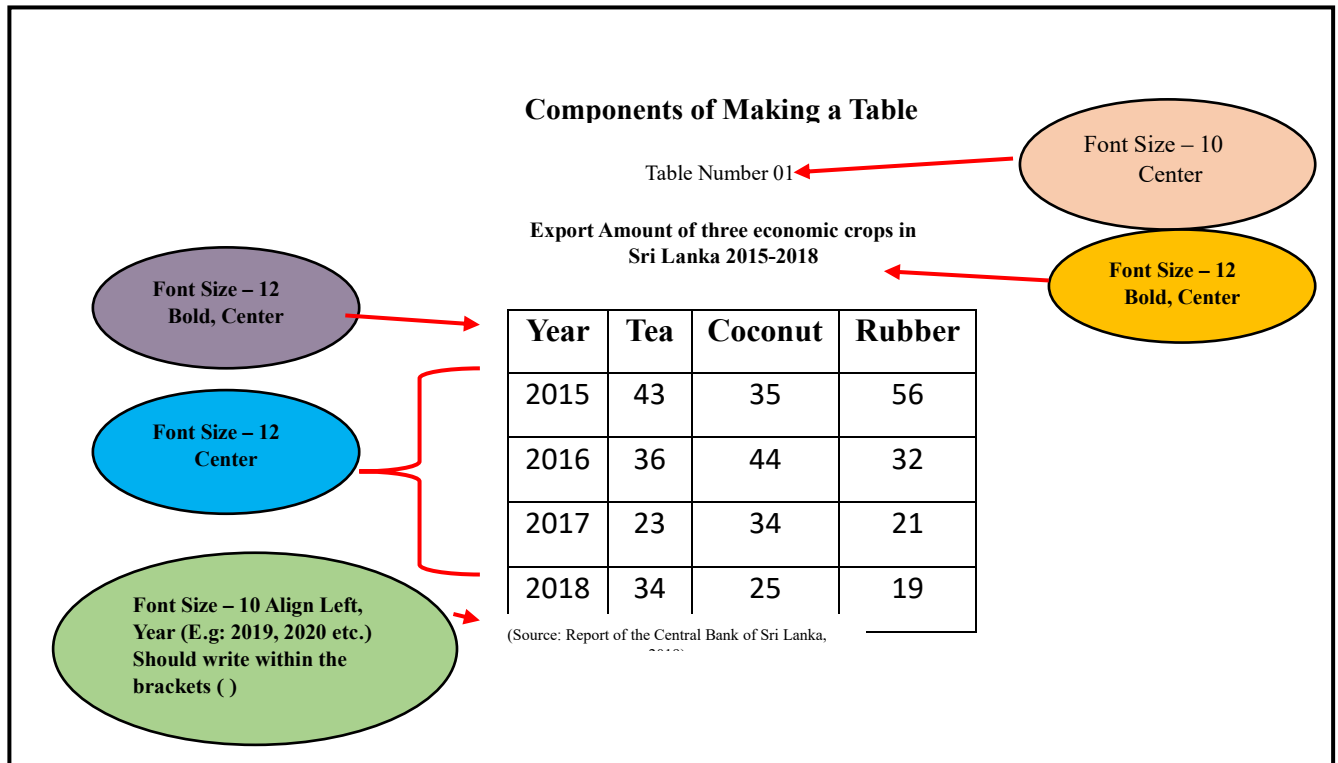 Components of Making a Table
Font Size – 10
Center
Table Number 01
Export Amount of three economic crops in
Sri Lanka 2015-2018
Font Size – 12
Bold, Center
Font Size – 12
Bold, Center
Year Tea Coconut Rubber
2015 43 35 56
2016 36 44 32
2017 23 34 21
2018 34 25 19
Font Size – 12
Center
Font Size – 10 Align Left,
Year (E.g: 2019, 2020 etc.)
Should write within the
brackets ( )
(Source: Report of the Central Bank of Sri Lanka,